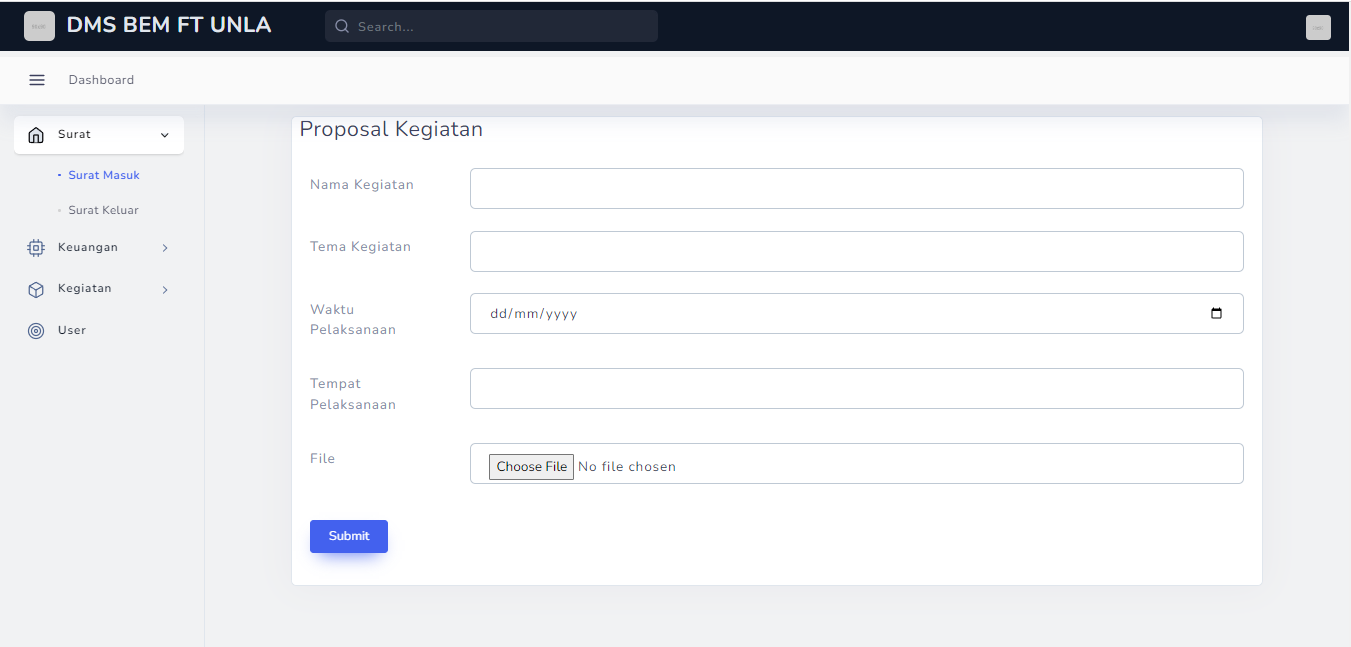 DMS BEM FT UNLA
Search...
Dashboard
Surat
Surat Masuk
Surat Keluar
Keuangan
Kegiatan
User
Proposal Kegiatan
Nama Kegiatan
Tema Kegiatan
Waktu
Pelaksanaan
dd/mm/yyyy
Tempat
Pelaksanaan
File
Choose File No file chosen
Submit